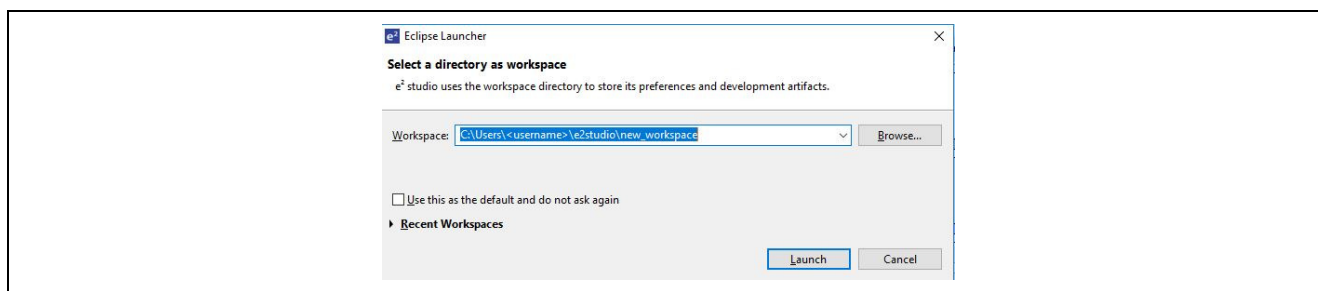 e² Eclipse Launcher
Select a directory as workspace
e² studio uses the workspace directory to store its preferences and development artifacts.
Workspace: C:\Users\<username>\e2studio\new_workspace Browse...
Use this as the default and do not ask again
Recent Workspaces
Launch Cancel